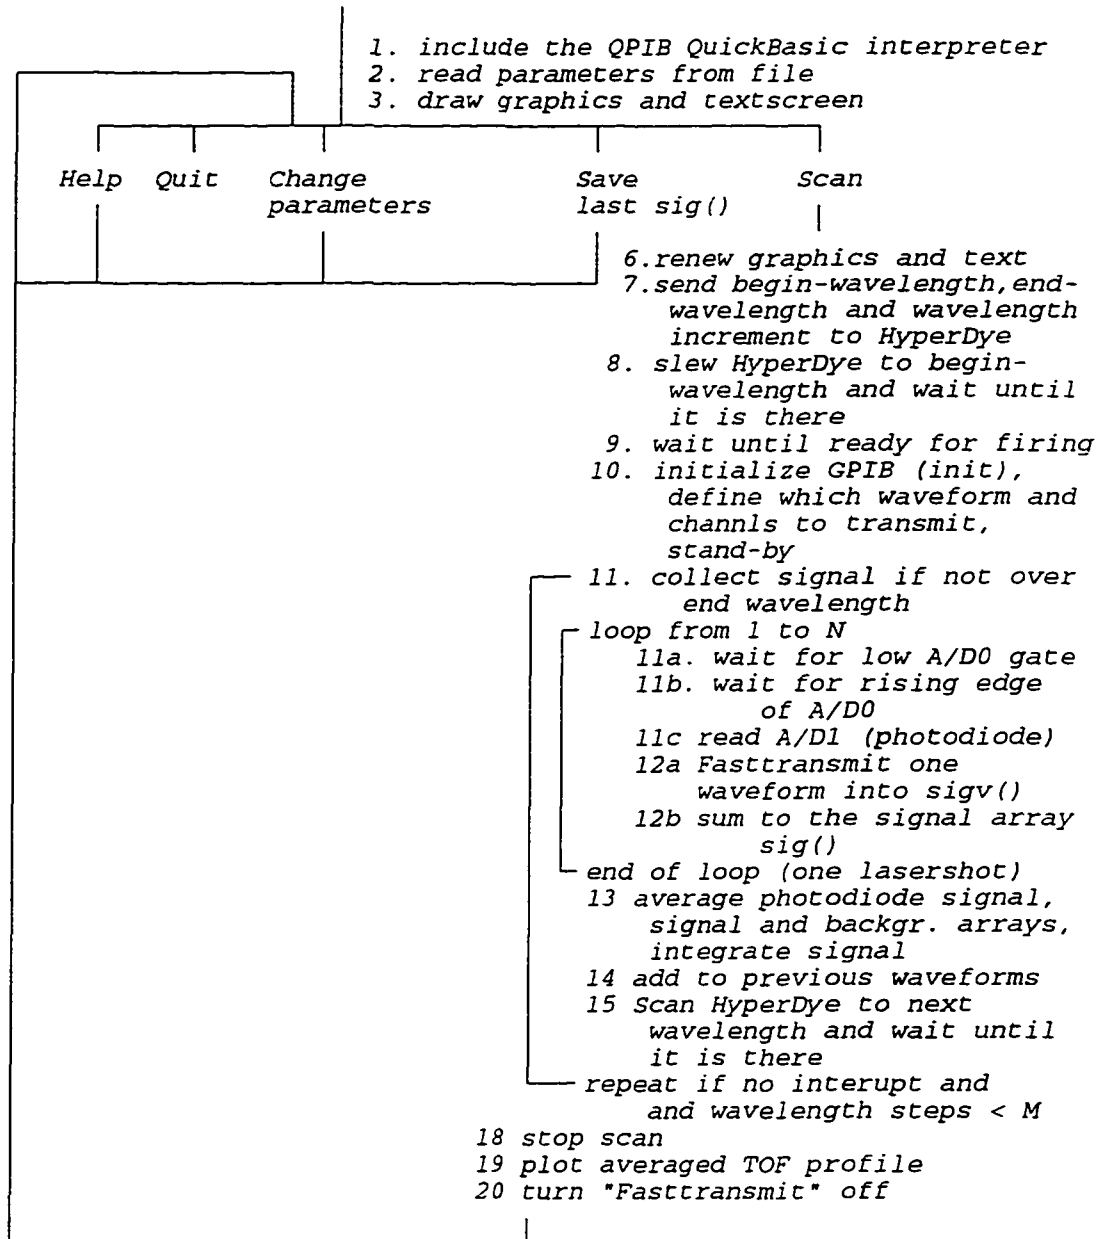 1. include the QPIB QuickBasic interpreter
2. read parameters from file
3. draw graphics and textscreen
Help Quit Change Save Scan
parameters last sig()
6.renew graphics and text
7.send begin-wavelength,end-
wavelength and wavelength
increment to HyperDye
8. slew HyperDye to begin-
wavelength and wait until
it is there
9. wait until ready for firing
10. initialize GPIB (init),
define which waveform and
channls to transmit,
stand-by
11. collect signal if not over
end wavelength
loop from 1 to N
11a. wait for low A/D0 gate
11b. wait for rising edge
of A/D0
11c read A/D1 (photodiode)
12a Fasttransmit one
waveform into sigv()
12b sum to the signal array
sig()
end of loop (one lasershot)
13 average photodiode signal,
signal and backgr. arrays,
integrate signal
14 add to previous waveforms
15 Scan HyperDye to next
wavelength and wait until
it is there
repeat if no interupt and
and wavelength steps < M
18 stop scan
19 plot averaged TOF profile
20 turn "Fasttransmit" off